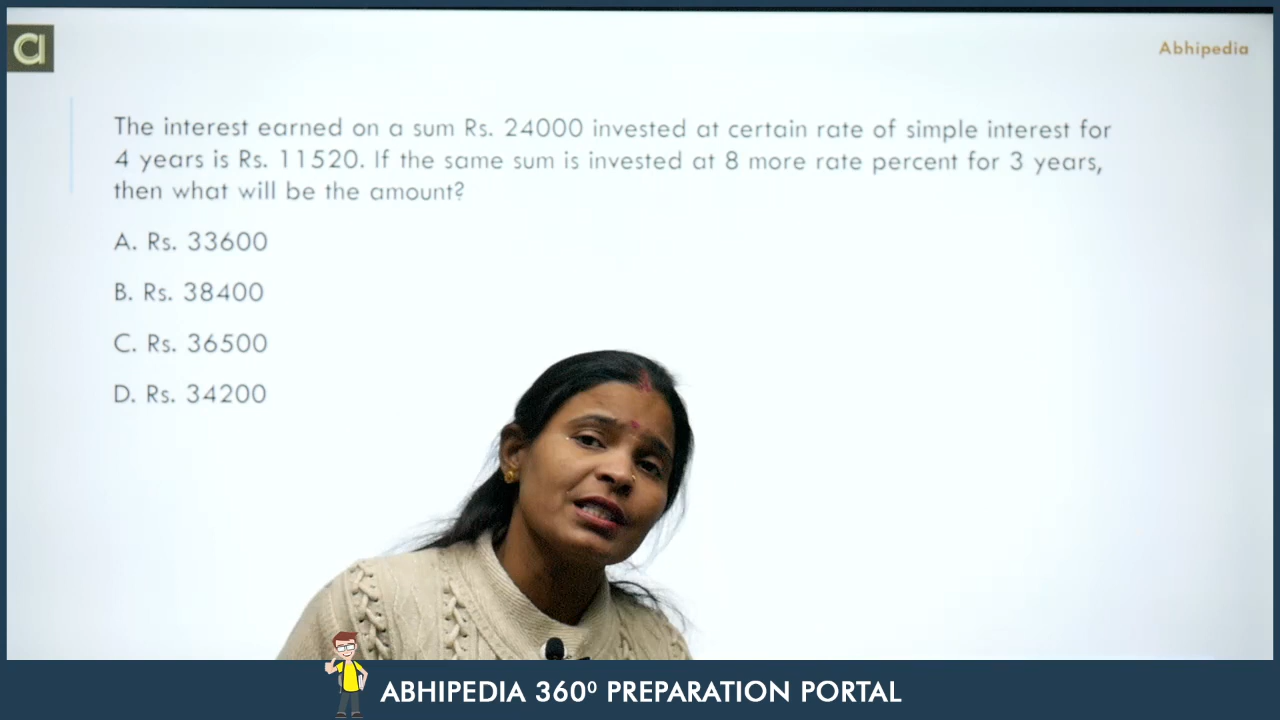 a
Abhipedia
The interest earned on a sum Rs. 24000 invested at certain rate of simple interest for
4 years is Rs. 11520. If the same sum is invested at 8 more rate percent for 3 years,
then what will be the amount?
A. Rs. 33600
B. Rs. 38400
C. Rs. 36500
D. Rs. 34200
ABHIPEDIA 360⁰ PREPARATION PORTAL